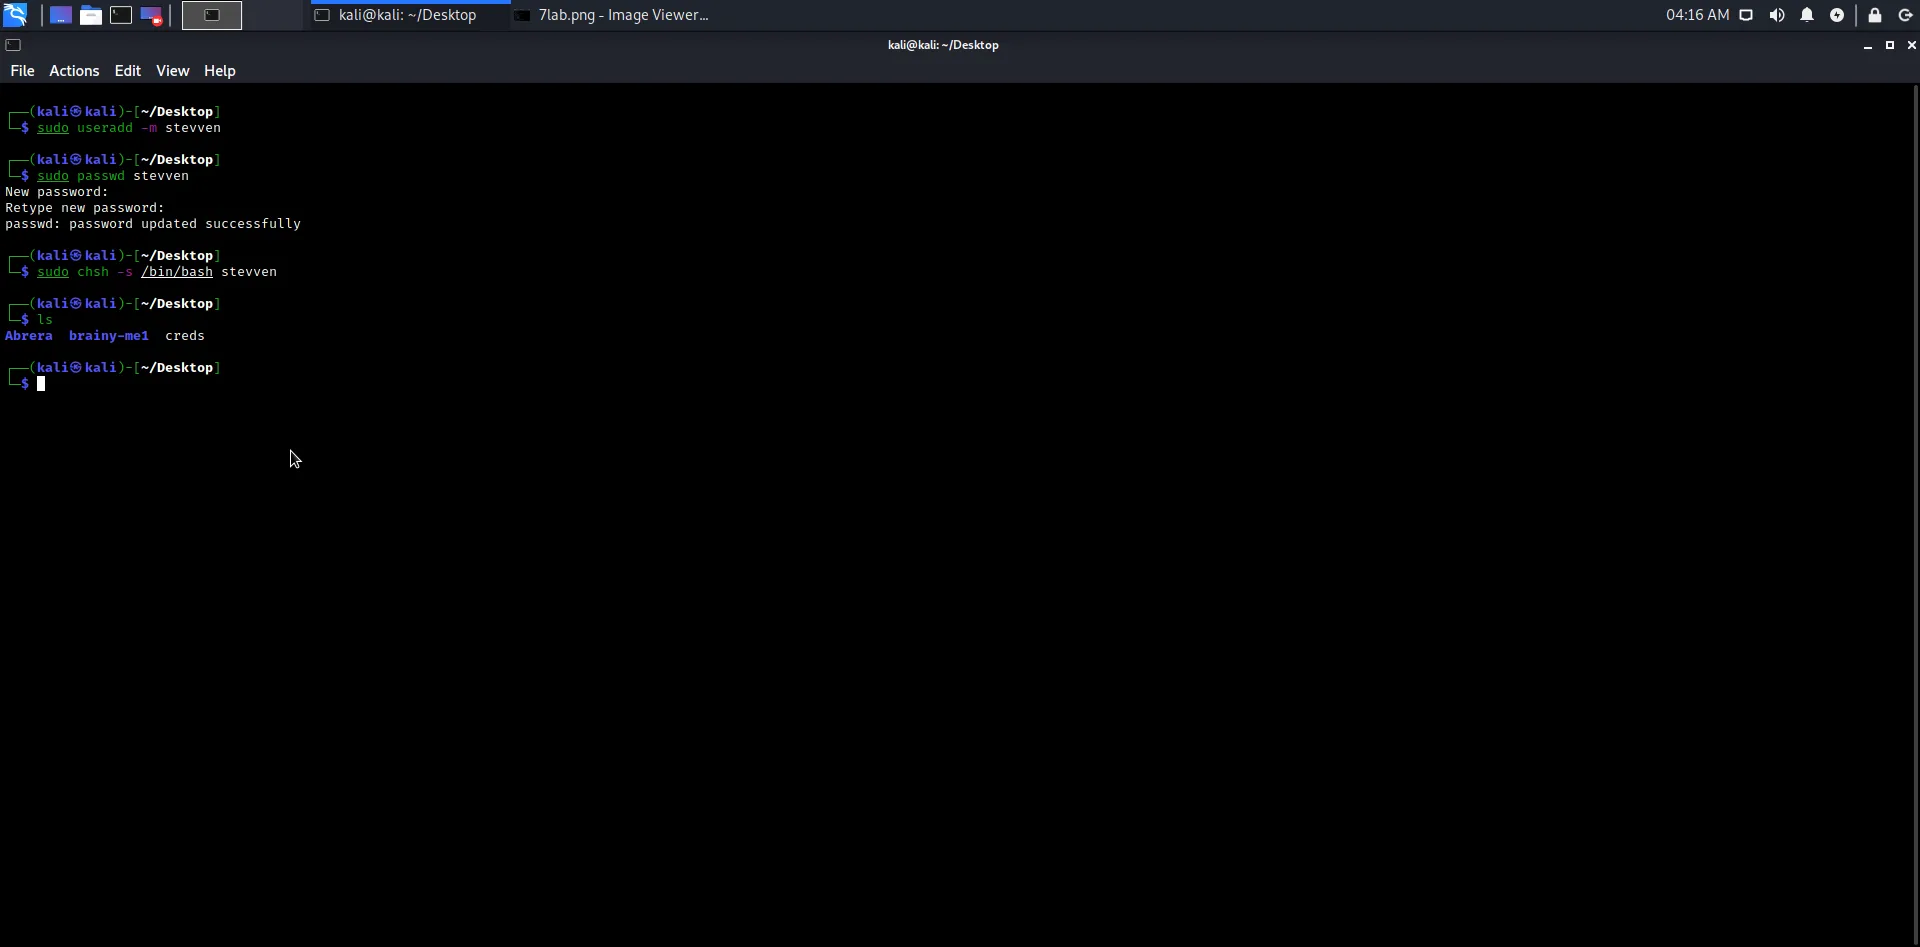 kali@kali: ~/Desktop
7lab.png - Image Viewer...
04:16 AM
kali@kali: ~/Desktop
File Actions Edit View Help
┌──(kali㉿kali)-[~/Desktop]
└─$ sudo useradd -m stevven
┌──(kali㉿kali)-[~/Desktop]
└─$ sudo passwd stevven
New password:
Retype new password:
passwd: password updated successfully
┌──(kali㉿kali)-[~/Desktop]
└─$ sudo chsh -s /bin/bash stevven
┌──(kali㉿kali)-[~/Desktop]
└─$ ls
Abrera  brainy-me1  creds
┌──(kali㉿kali)-[~/Desktop]
└─$